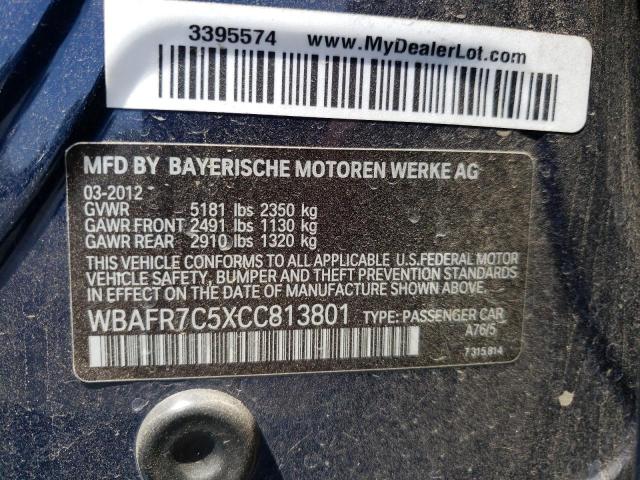 3395574 www.MyDealerLot.com
MFD BY BAYERISCHE MOTOREN WERKE AG
03-2012
GVWR 5181 lbs 2350 kg
GAWR FRONT 2491 lbs 1130 kg
GAWR REAR 2910 lbs 1320 kg
THIS VEHICLE CONFORMS TO ALL APPLICABLE U.S.FEDERAL MOTOR
VEHICLE SAFETY, BUMPER AND THEFT PREVENTION STANDARDS
IN EFFECT ON THE DATE OF MANUFACTURE SHOWN ABOVE.
WBAFR7C5XCC813801 TYPE: PASSENGER CAR
A76/5
7 315 814